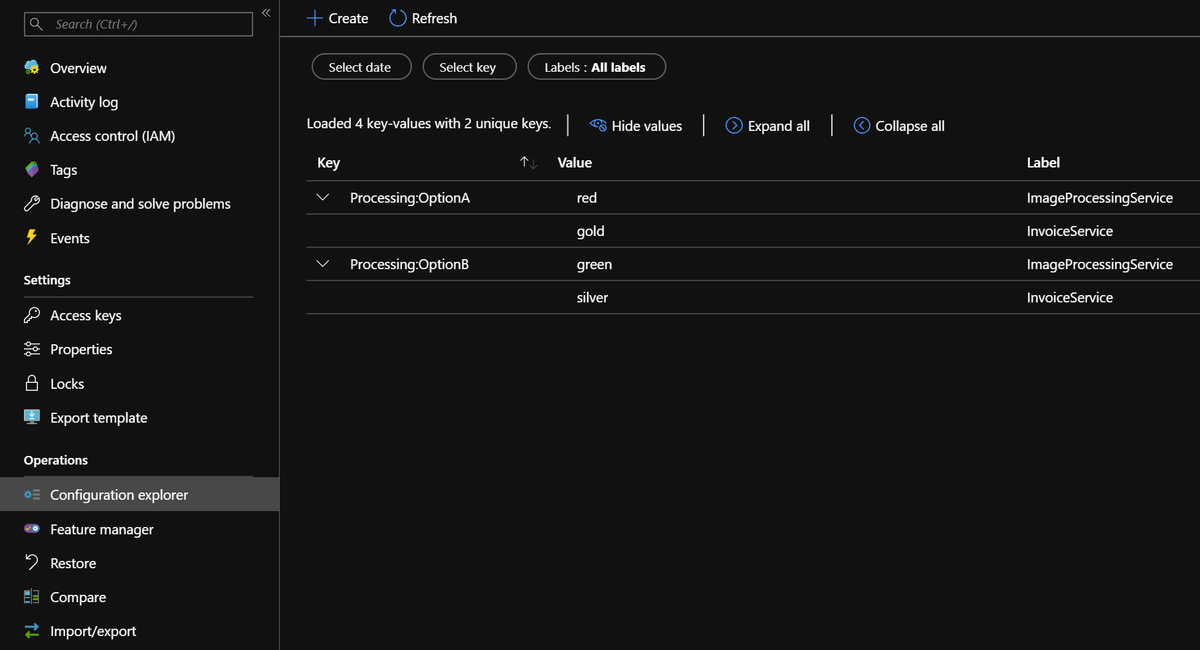 Search (Ctrl+/)
Overview
Activity log
Access control (IAM)
Tags
Diagnose and solve problems
Events
Settings
Access keys
Properties
Locks
Export template
Operations
Configuration explorer
Feature manager
Restore
Compare
Import/export
Create Refresh
Select date Select key Labels : All labels
Loaded 4 key-values with 2 unique keys. Hide values Expand all Collapse all
Key Value Label
Processing:OptionA red ImageProcessingService
gold InvoiceService
Processing:OptionB green ImageProcessingService
silver InvoiceService